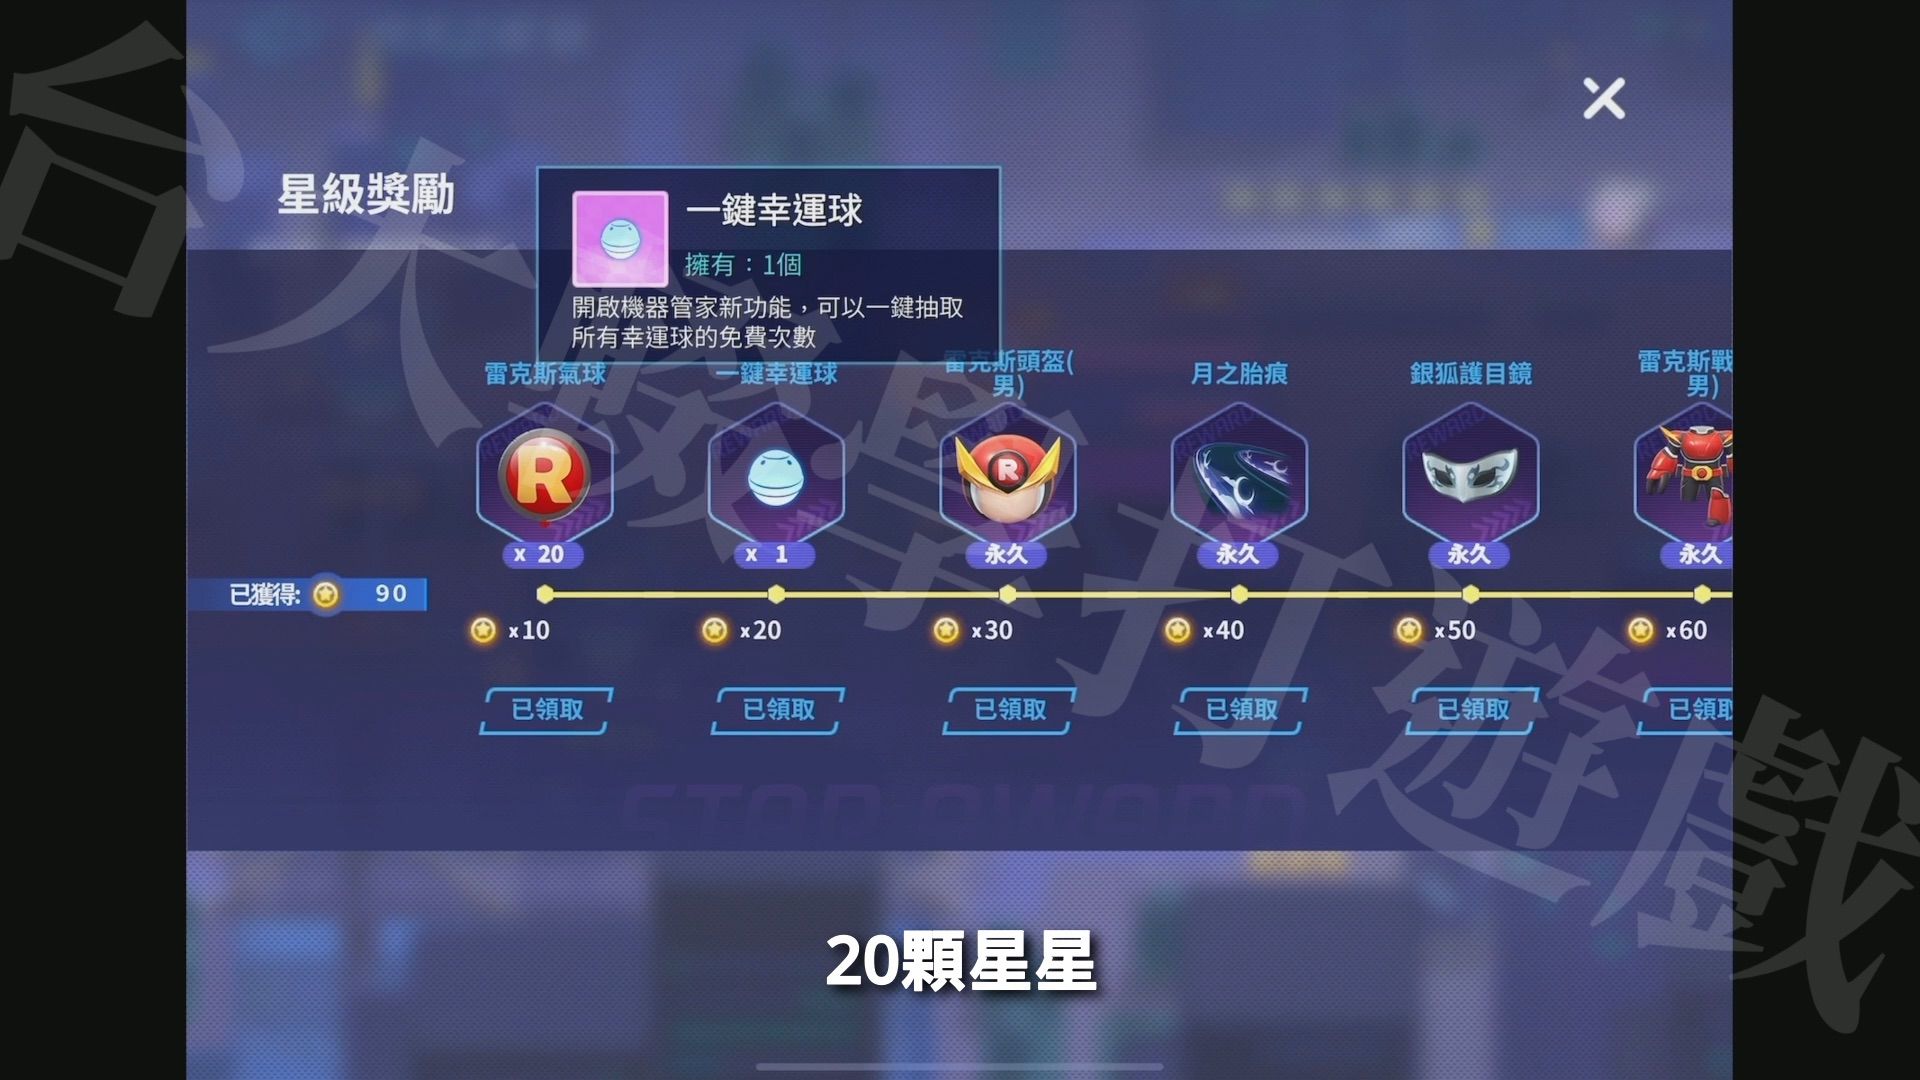 星級獎勵
一鍵幸運球
擁有：1個
開啟機器管家新功能，可以一鍵抽取
所有幸運球的免費次數
雷克斯氣球
一鍵幸運球
雷克斯頭盔(
男)
月之胎痕
銀狐護目鏡
雷克斯戰
男)
R
R
REWARD
x 20
x 1
永久
永久
永久
永久
已獲得:
90
x10
x20
x30
x40
x50
x60
已領取
已領取
已領取
已領取
已領取
已領取
STAR AWARD
20顆星星